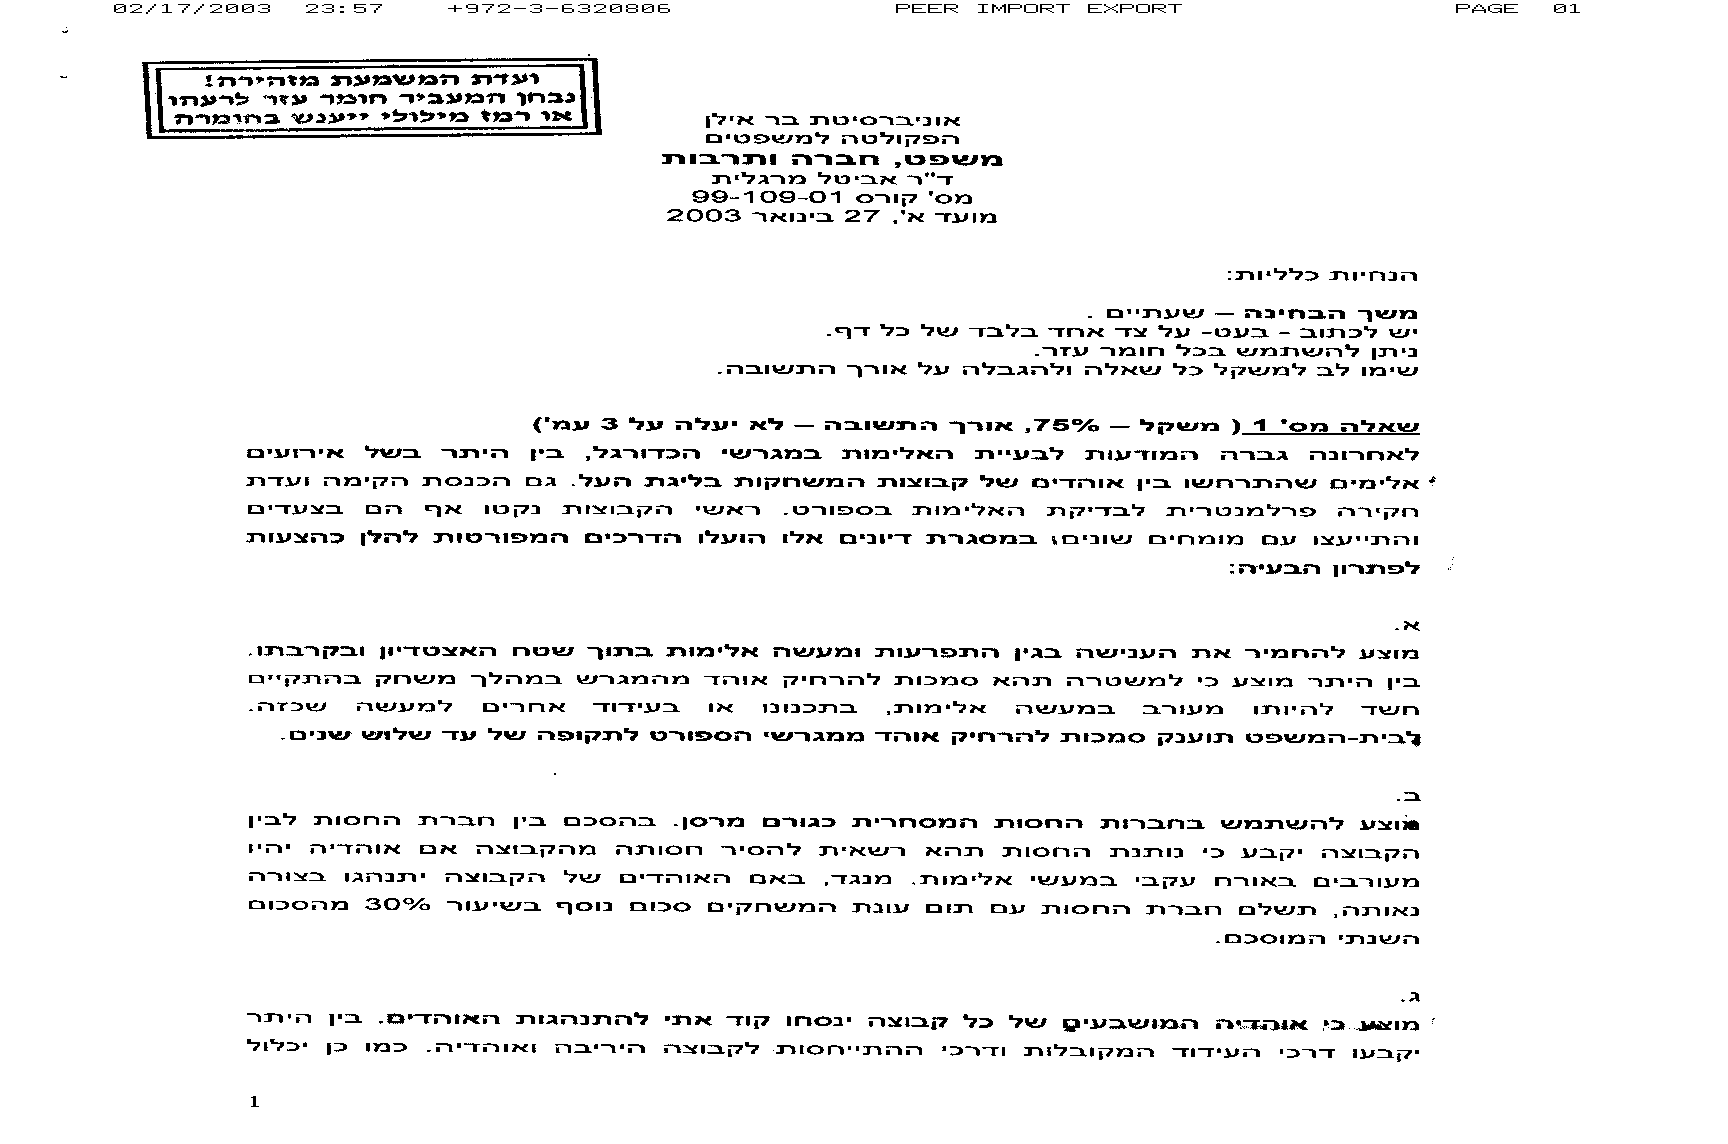 02/17/2003 23:57 +972-3-6320806 PEER IMPORT EXPORT PAGE 01
ועדת המשמעת מזהירה!
נבחן המעביר חומר עזר לרעהו
או רמז מילולי ייענש בחומרה
אוניברסיטת בר אילן
הפקולטה למשפטים
משפט, חברה ותרבות
ד"ר אביטל מרגלית
מס' קורס 99-109-01
מועד א', 27 בינואר 2003
הנחיות כלליות:
משך הבחינה – שעתיים .
יש לכתוב - בעט- על צד אחד בלבד של כל דף.
ניתן להשתמש בכל חומר עזר.
שימו לב למשקל כל שאלה ולהגבלה על אורך התשובה.
שאלה מס' 1 ( משקל – 75%, אורך התשובה – לא יעלה על 3 עמ')
לאחרונה גברה המודעות לבעיית האלימות במגרשי הכדורגל, בין היתר בשל אירועים
אלימים שהתרחשו בין אוהדים של קבוצות המשחקות בליגת העל. גם הכנסת הקימה ועדת
חקירה פרלמנטרית לבדיקת האלימות בספורט. ראשי הקבוצות נקטו אף הם בצעדים
והתייעצו עם מומחים שונים; במסגרת דיונים אלו הועלו הדרכים המפורטות להלן כהצעות
לפתרון הבעיה:
א.
מוצע להחמיר את הענישה בגין התפרעות ומעשה אלימות בתוך שטח האצטדיון ובקרבתו.
בין היתר מוצע כי למשטרה תהא סמכות להרחיק אוהד מהמגרש במהלך משחק בהתקיים
חשד להיותו מעורב במעשה אלימות, בתכנונו או בעידוד אחרים למעשה שכזה.
לבית-המשפט תוענק סמכות להרחיק אוהד ממגרשי הספורט לתקופה של עד שלוש שנים.
ב.
מוצע להשתמש בחברות החסות המסחרית כגורם מרסן. בהסכם בין חברת החסות לבין
הקבוצה יקבע כי נותנת החסות תהא רשאית להסיר חסותה מהקבוצה אם אוהדיה יהיו
מעורבים באורח עקבי במעשי אלימות. מנגד, באם האוהדים של הקבוצה יתנהגו בצורה
נאותה, תשלם חברת החסות עם תום עונת המשחקים סכום נוסף בשיעור 30% מהסכום
השנתי המוסכם.
ג.
מוצע כי אוהדיה המושבעים של כל קבוצה ינסחו קוד אתי להתנהגות האוהדים. בין היתר
יקבעו דרכי העידוד המקובלות ודרכי ההתייחסות לקבוצה היריבה ואוהדיה. כמו כן יכלול
1